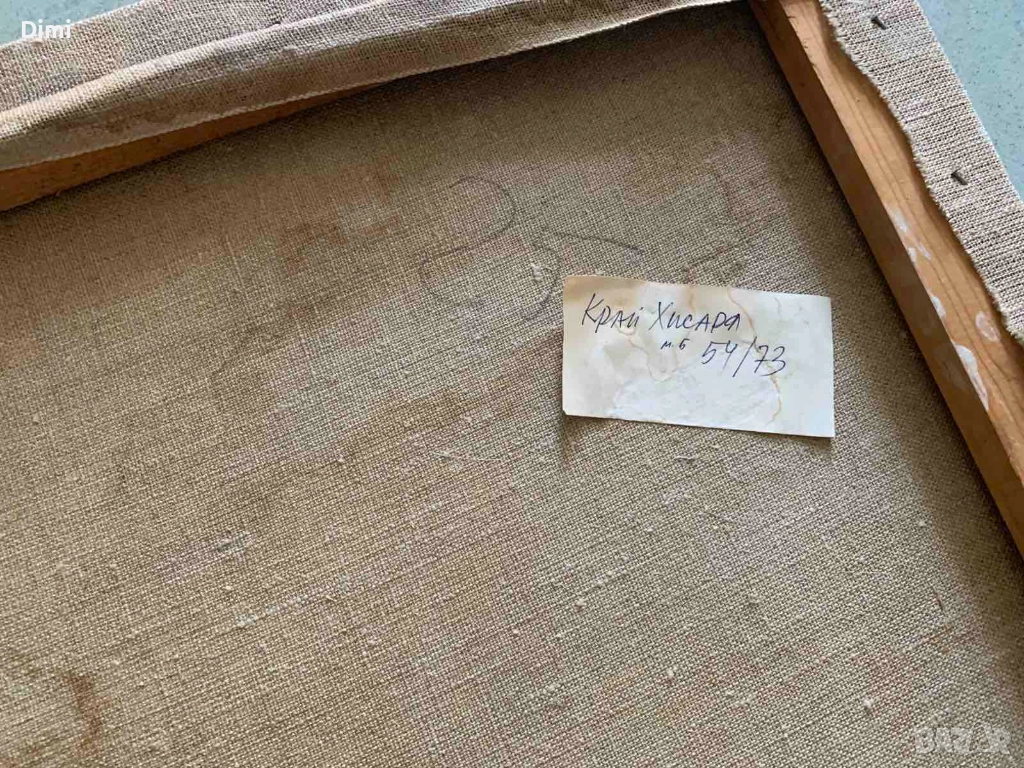 Dimi
Край Хисаря
м.б 54/73
BAZAR